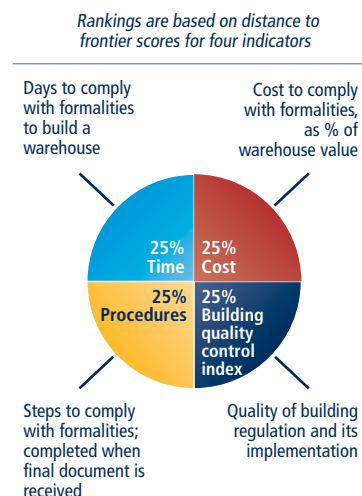 Rankings are based on distance to
frontier scores for four indicators
Days to comply
with formalities
to build a
warehouse
Cost to comply
with formalities,
as % of
warehouse value
25%
Time
25%
Cost
25%
Procedures
25%
Building
quality
control
index
Steps to comply
with formalities;
completed when
final document is
received
Quality of building
regulation and its
implementation